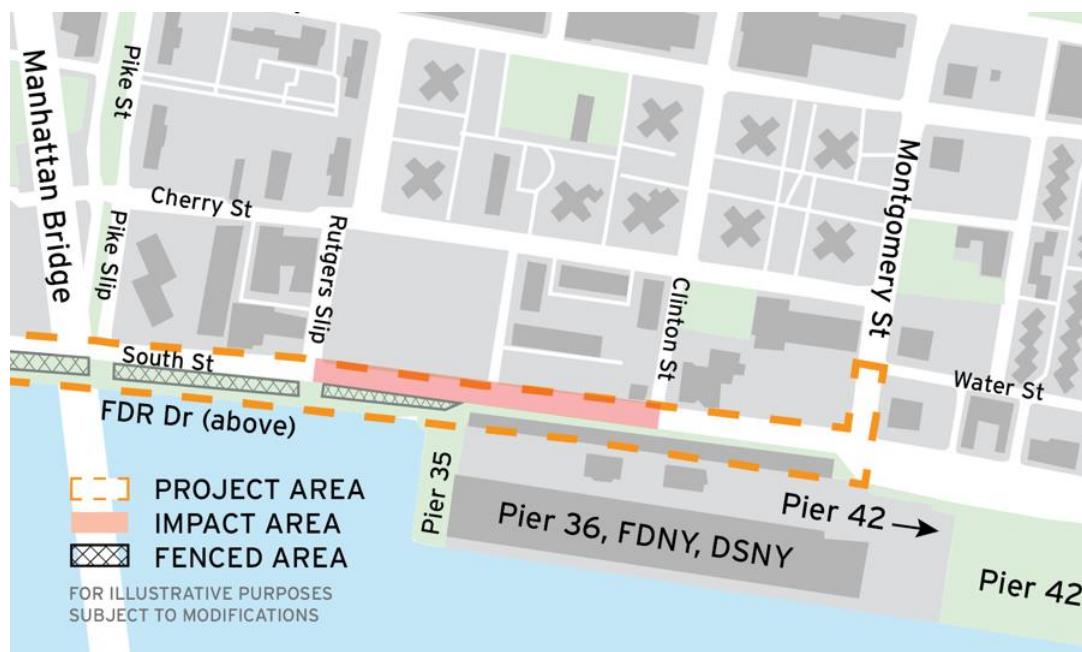 Manhattan Bridge
Pike St
Cherry St
Pike Slip
Rutgers Slip
Clinton St
Montgomery St
Water St
South St
FDR Dr (above)
Pier 35
Pier 36, FDNY, DSNY
Pier 42
Pier 42
PROJECT AREA
IMPACT AREA
FENCED AREA
FOR ILLUSTRATIVE PURPOSES
SUBJECT TO MODIFICATIONS